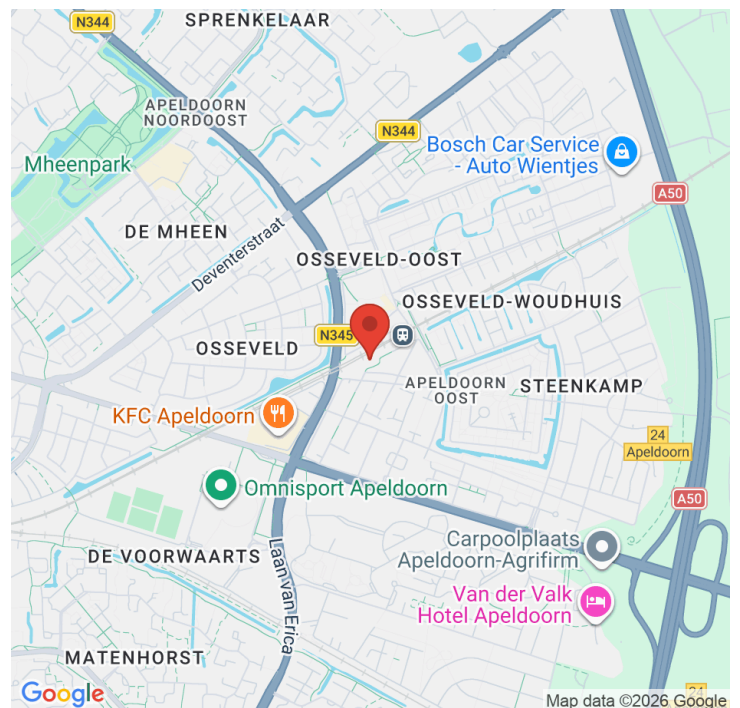 SPRENKELAAR
N344
APELDOORN
NOORDOOST
N344
Bosch Car Service
- Auto Wientjes
Mheenpark
A50
DE MHEEN
Deventerstraat
OSSEVELD-OOST
OSSEVELD-WOUDHUIS
N345
OSSEVELD
APELDOORN
OOST
STEENKAMP
KFC Apeldoorn
24
Apeldoorn
Omnisport Apeldoorn
A50
Carpoolplaats
Apeldoorn-Agrifirm
DE VOORWAARTS
Laan van Erica
Van der Valk
Hotel Apeldoorn
MATENHORST
24
Google
Map data ©2026 Google